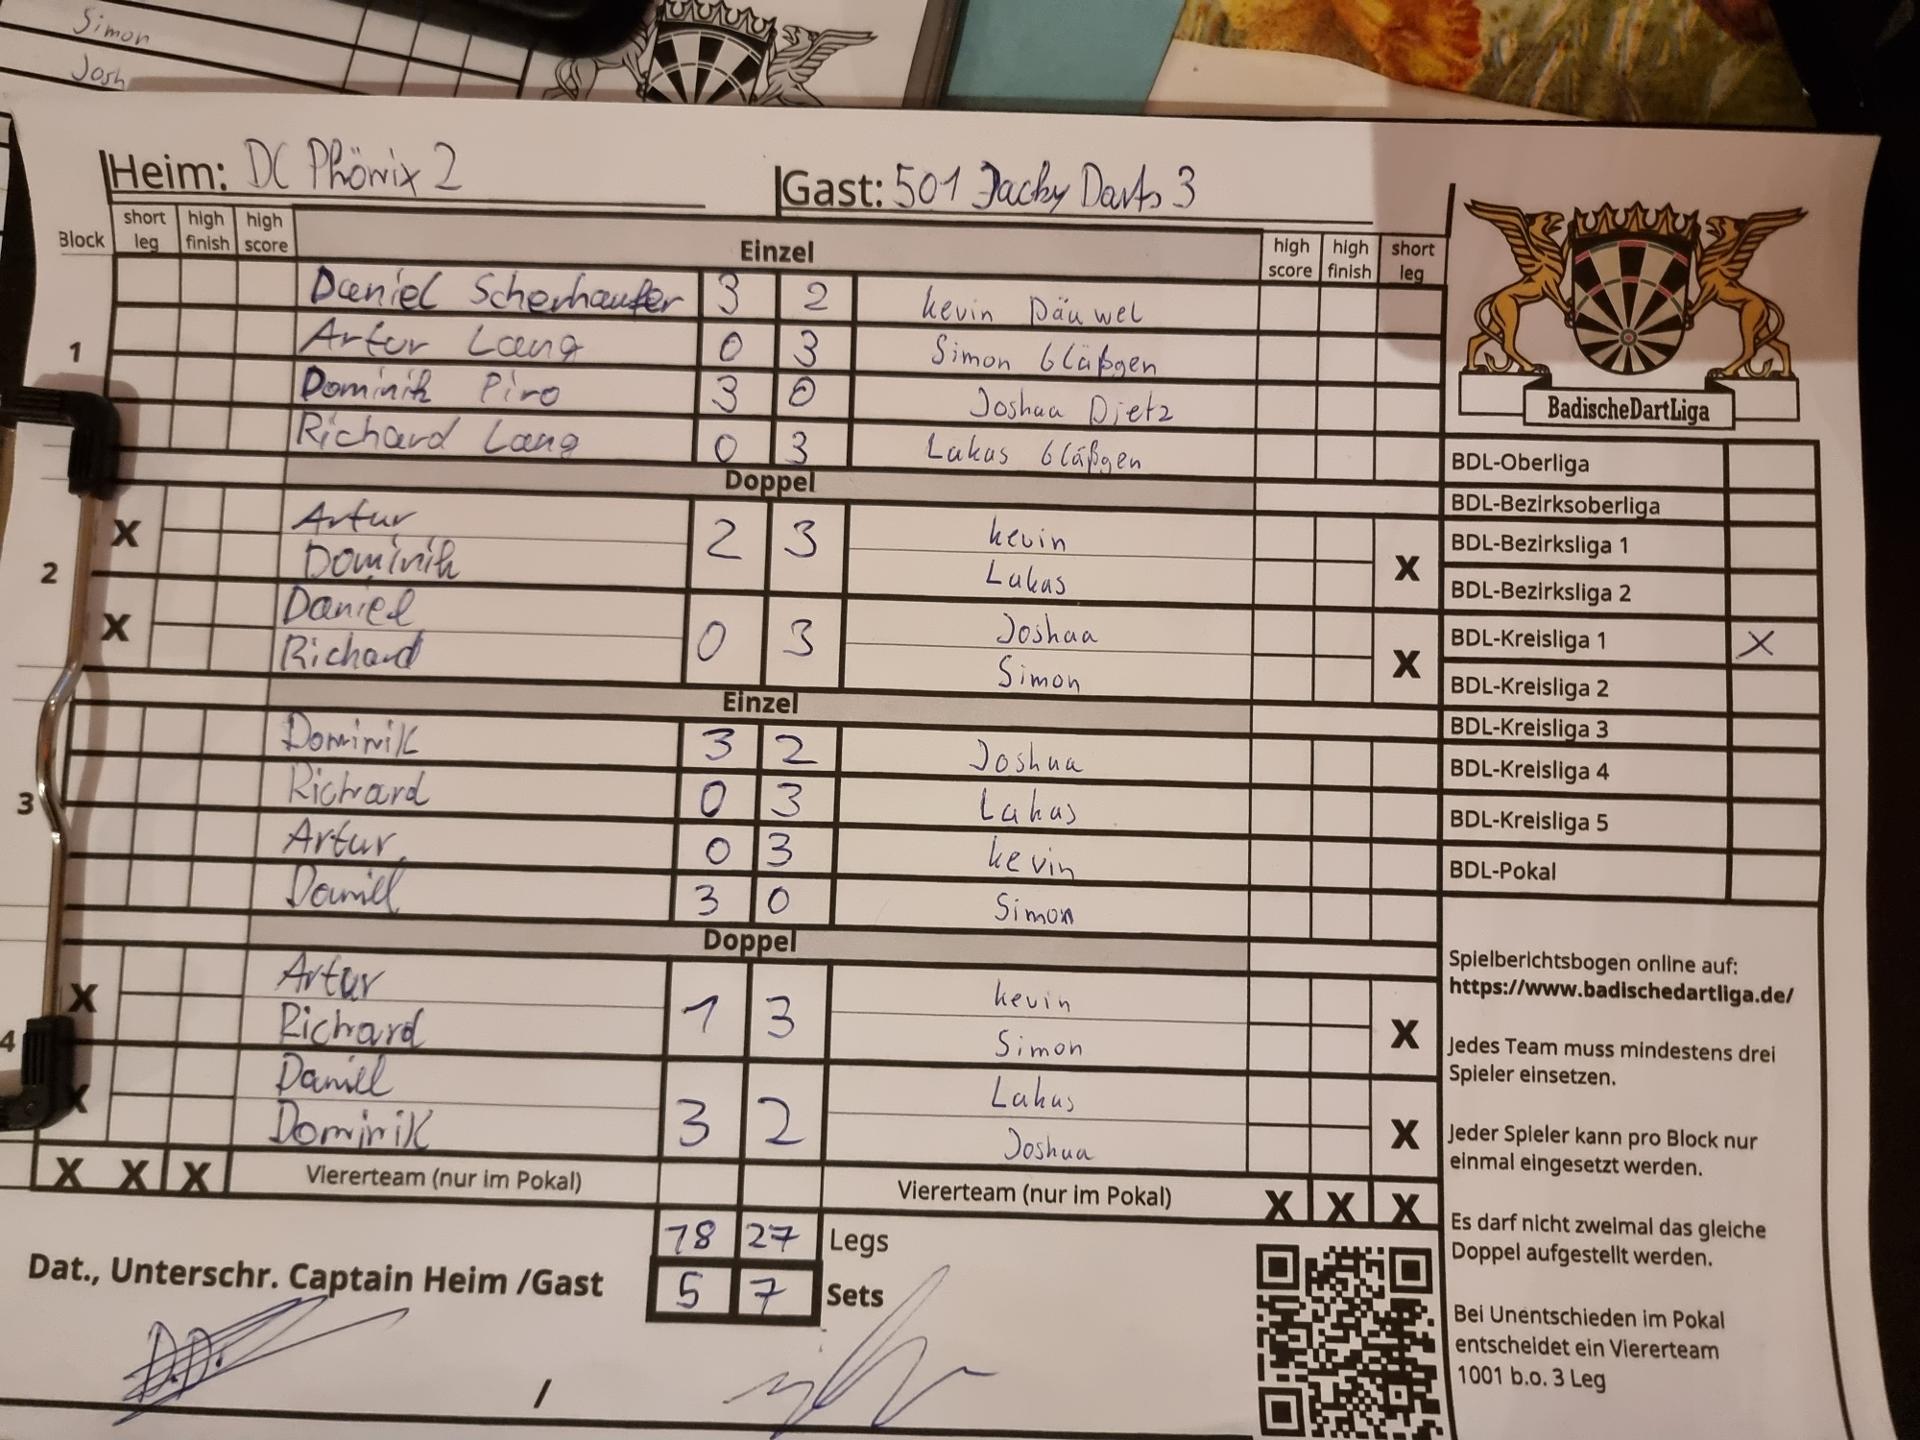 Simon
Josh
Heim: DC Phönix 2
Gast: 501 Jacky Darts 3
Block short leg high finish high score Einzel high score high finish short leg
Daniel Scherhaufer 3 2 Kevin Däuwel
1
Artur Lang 0 3 Simon Gläßgen
Dominik Piro 3 0 Joshua Dietz
Richard Lang 0 3 Lukas Gläßgen
Doppel
2
X Artur 2 3 Kevin X
Dominik Lukas
X Daniel 0 3 Joshua X
Richard Simon
Einzel
3
Dominik 3 2 Joshua
Richard 0 3 Lukas
Artur 0 3 Kevin
Daniel 3 0 Simon
Doppel
4
X Artur 1 3 Kevin X
Richard Simon
X Daniel 3 2 Lukas X
Dominik Joshua
X X X Viererteam (nur im Pokal) Viererteam (nur im Pokal) X X X
18 27 Legs
5 7 Sets
Dat., Unterschr. Captain Heim /Gast
/
BadischeDartLiga
BDL-Oberliga
BDL-Bezirksoberliga
BDL-Bezirksliga 1
BDL-Bezirksliga 2
BDL-Kreisliga 1 X
BDL-Kreisliga 2
BDL-Kreisliga 3
BDL-Kreisliga 4
BDL-Kreisliga 5
BDL-Pokal
Spielberichtsbogen online auf:
https://www.badischedartliga.de/
Jedes Team muss mindestens drei
Spieler einsetzen.
Jeder Spieler kann pro Block nur
einmal eingesetzt werden.
Es darf nicht zweimal das gleiche
Doppel aufgestellt werden.
Bei Unentschieden im Pokal
entscheidet ein Viererteam
1001 b.o. 3 Leg